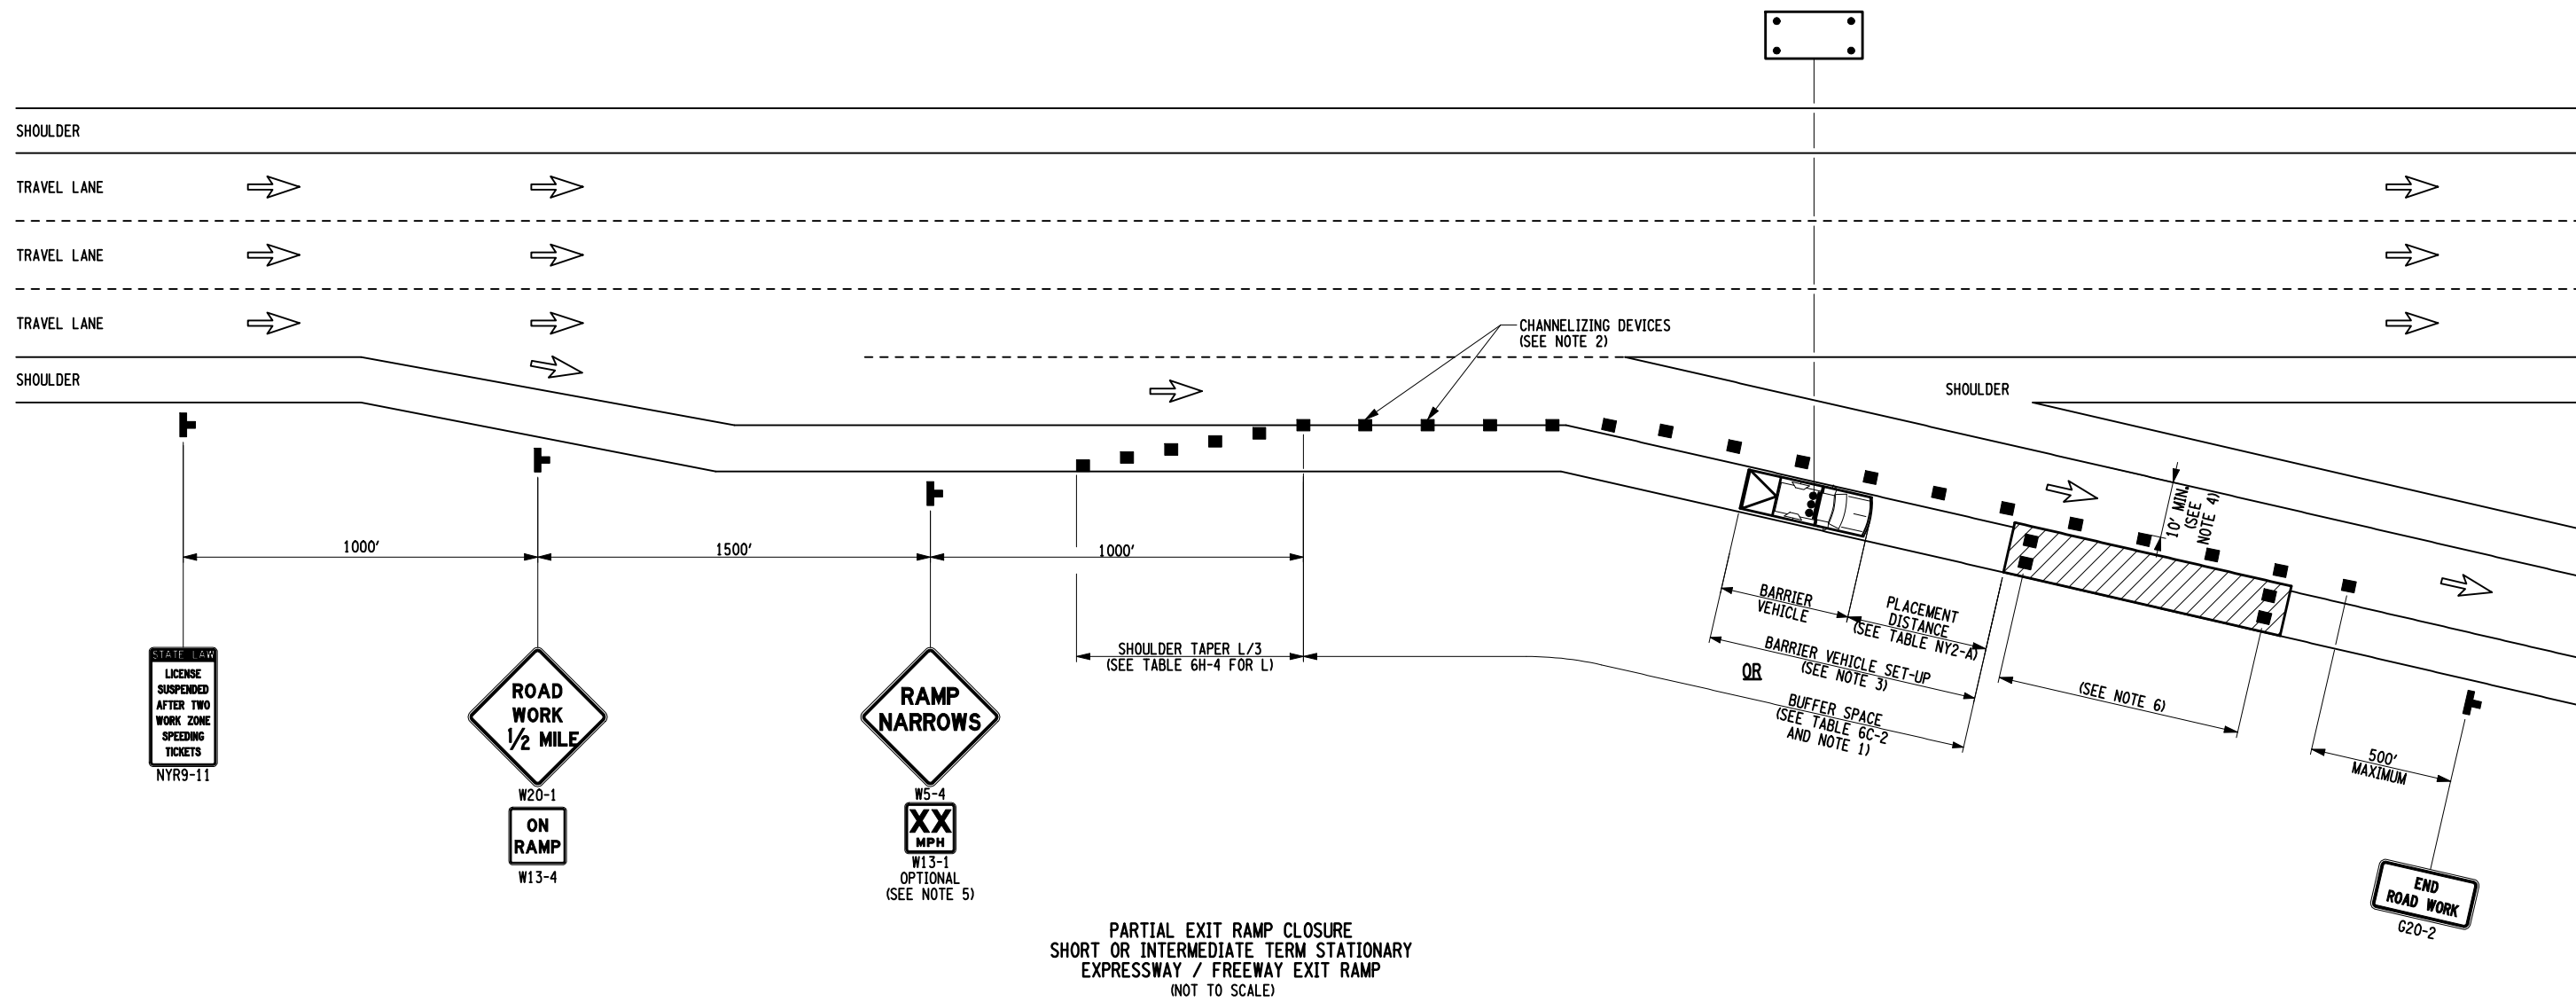 SHOULDER
TRAVEL LANE
TRAVEL LANE
TRAVEL LANE
SHOULDER
CHANNELIZING DEVICES
(SEE NOTE 2)
SHOULDER
10' MIN.
(SEE
NOTE 4)
1000'
1500'
1000'
BARRIER
VEHICLE
PLACEMENT
DISTANCE
(SEE TABLE NY2-A)
SHOULDER TAPER L/3
(SEE TABLE 6H-4 FOR L)
BARRIER VEHICLE SET-UP
(SEE NOTE 3)
OR
BUFFER SPACE
(SEE TABLE 6C-2
AND NOTE 1)
(SEE NOTE 6)
500'
MAXIMUM
STATE LAW
LICENSE
SUSPENDED
AFTER TWO
WORK ZONE
SPEEDING
TICKETS
NYR9-11
ROAD
WORK
1/2 MILE
W20-1
ON
RAMP
W13-4
RAMP
NARROWS
W5-4
XX
MPH
W13-1
OPTIONAL
(SEE NOTE 5)
END
ROAD WORK
G20-2
PARTIAL EXIT RAMP CLOSURE
SHORT OR INTERMEDIATE TERM STATIONARY
EXPRESSWAY / FREEWAY EXIT RAMP
(NOT TO SCALE)